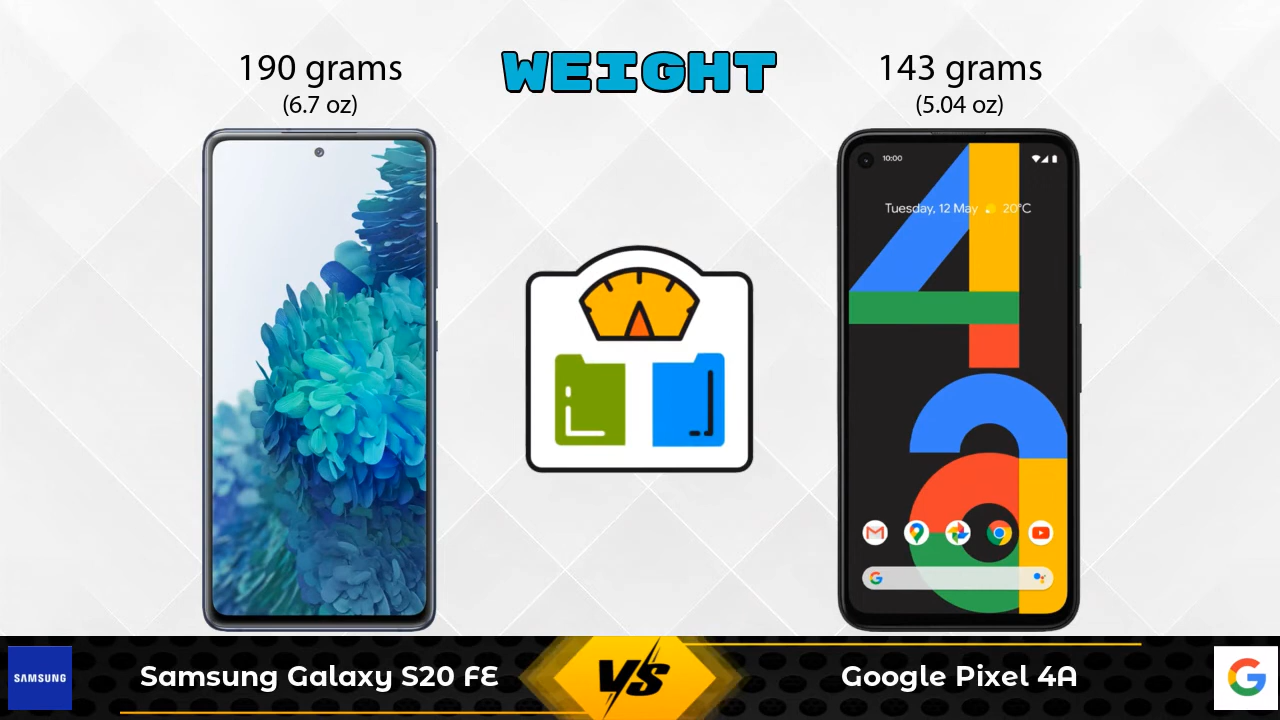 WEIGHT
190 grams
(6.7 oz)
143 grams
(5.04 oz)
10:00
Tuesday, 12 May 20°C
4a
SAMSUNG
Samsung Galaxy S20 FE
VS
Google Pixel 4A
G